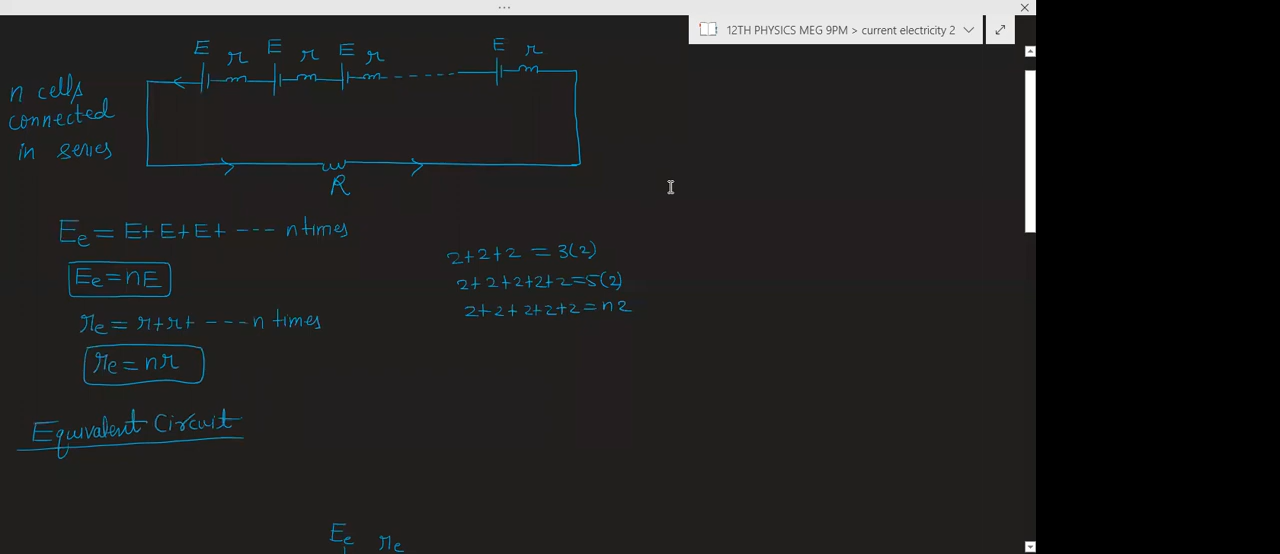 12TH PHYSICS MEG 9PM > current electricity 2
E r E r E r E r
n cells
connected
in series
R
Ee = E+ E+ E+ ---- n times
Ee = nE
re = r+r+ ---- n times
re = nr
2+2+2 = 3(2)
2+2+2+2+2=5(2)
2+2+2+2+2=n2
Equivalent Circuit
Ee re